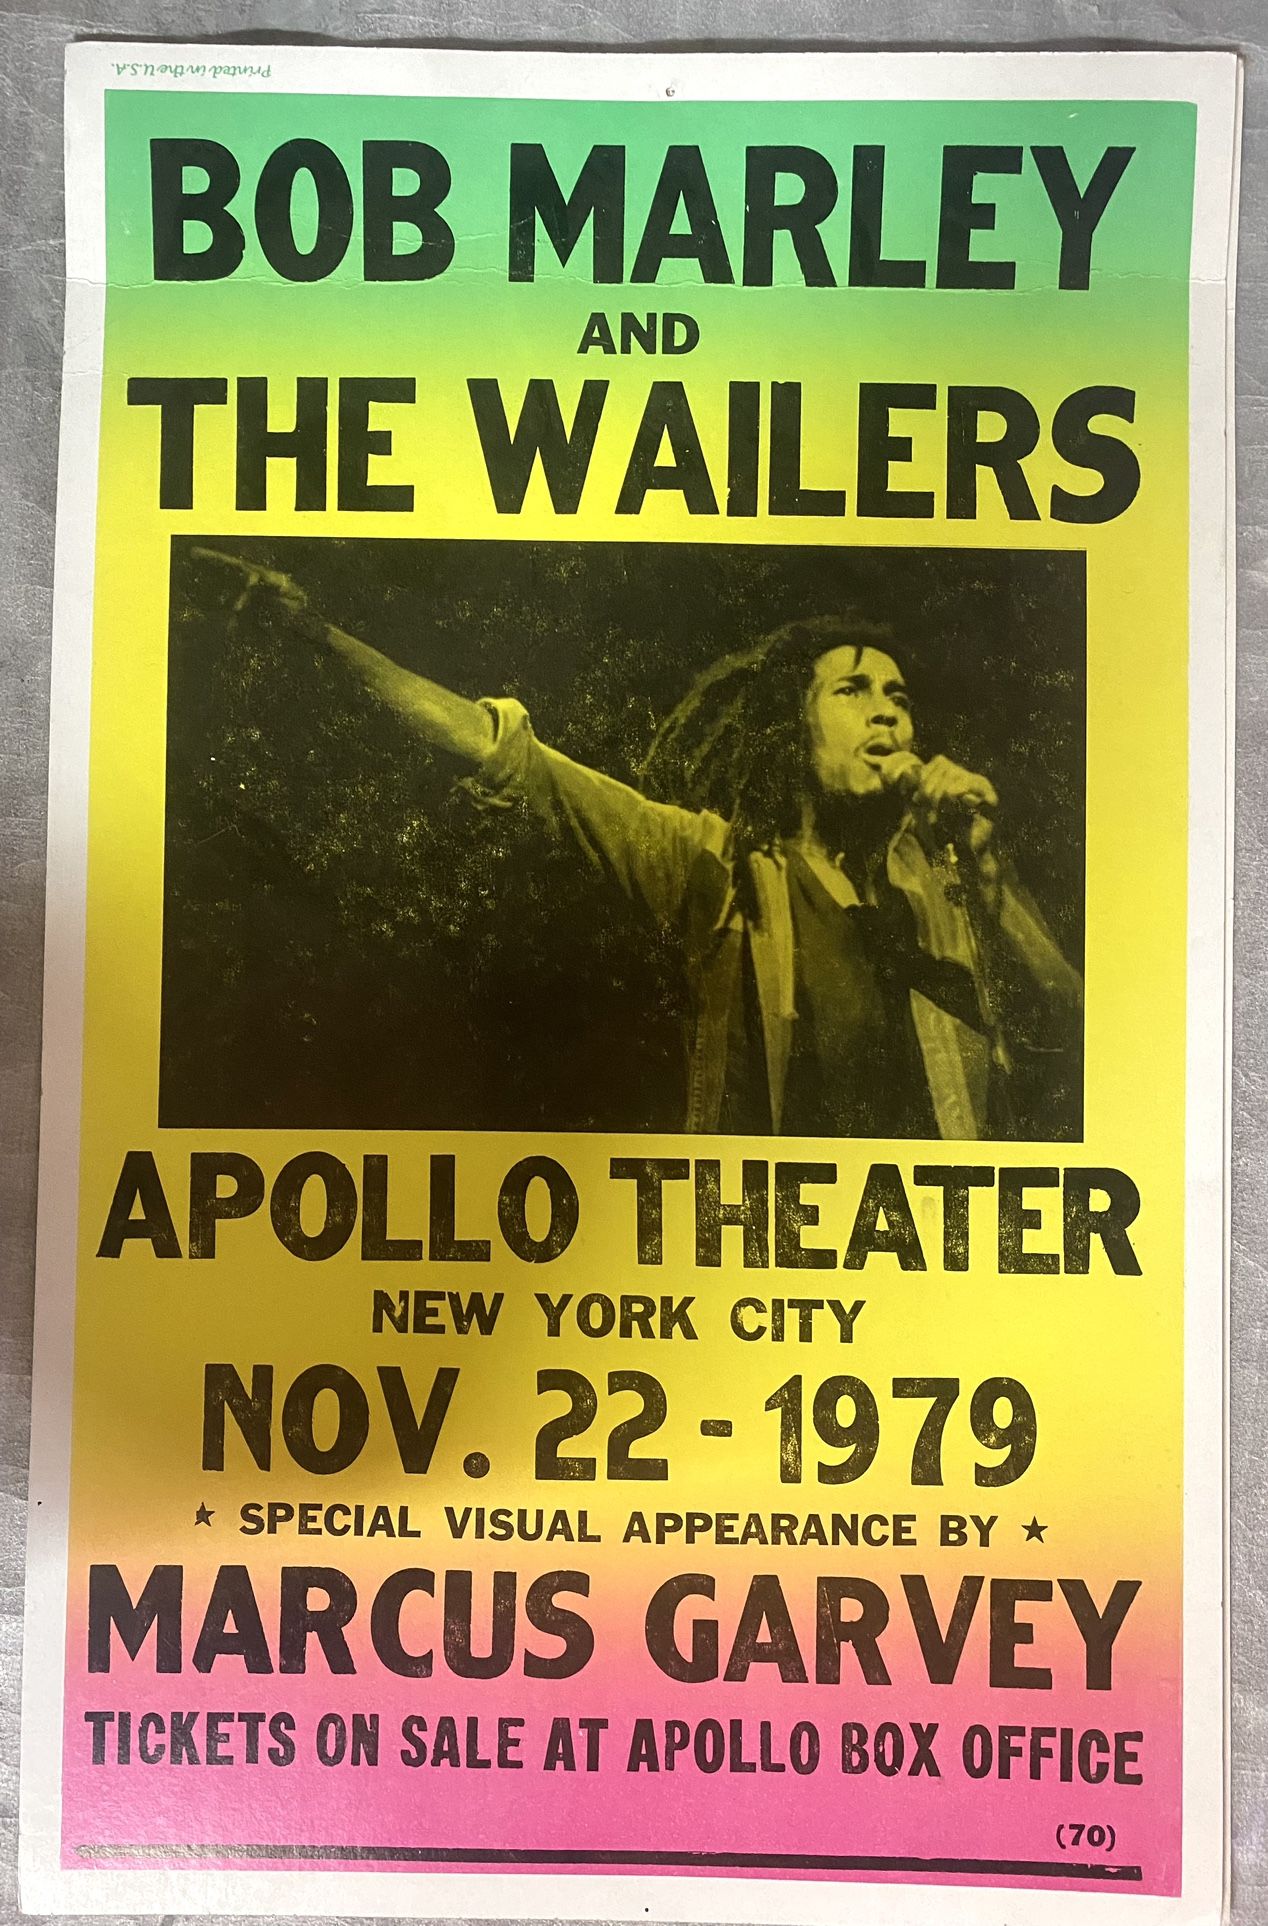 Printed in the U.S.A.
BOB MARLEY
AND
THE WAILERS
APOLLO THEATER
NEW YORK CITY
NOV. 22 - 1979
★ SPECIAL VISUAL APPEARANCE BY ★
MARCUS GARVEY
TICKETS ON SALE AT APOLLO BOX OFFICE
(70)